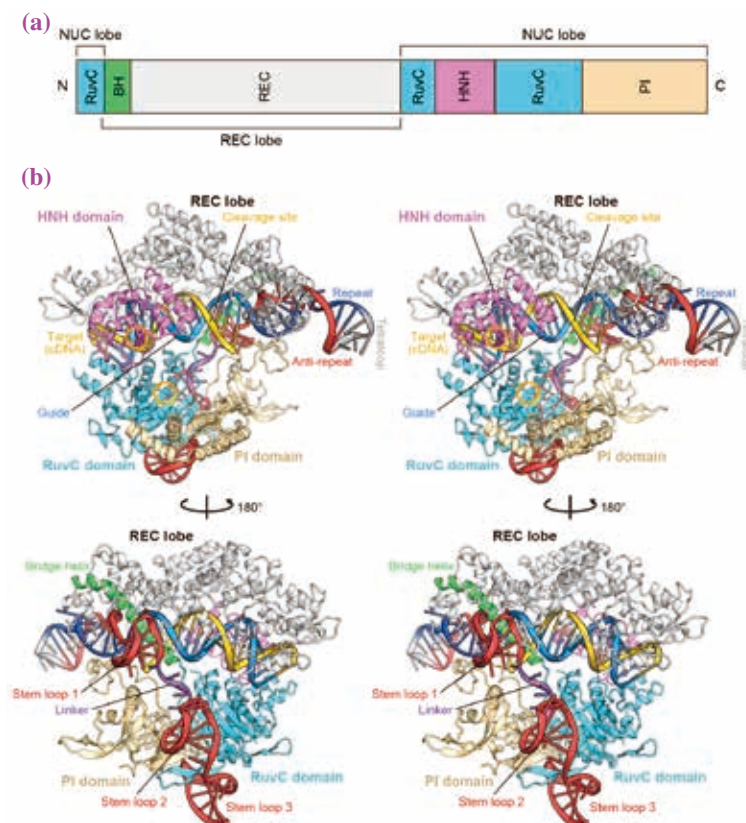 (a)
NUC lobe
NUC lobe
N
RuvC
BH
REC
RuvC
HNH
RuvC
PI
C
REC lobe
(b)
REC lobe
HNH domain
Cleavage site
Repeat
Target
(cDNA)
Tetraloop
Anti-repeat
Guide
PI domain
RuvC domain
180°
REC lobe
HNH domain
Cleavage site
Repeat
Target
(cDNA)
Anti-repeat
Guide
PI domain
RuvC domain
180°
REC lobe
Bridge helix
Stem loop 1
Linker
PI domain
RuvC domain
Stem loop 2
Stem loop 3
REC lobe
Bridge helix
Stem loop 1
Linker
PI domain
RuvC domain
Stem loop 2
Stem loop 3